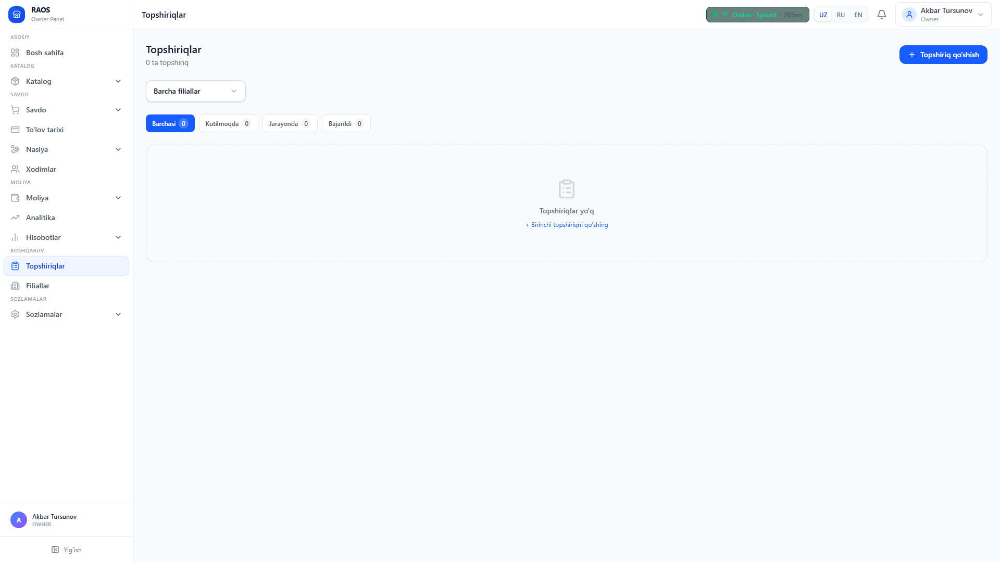 RAOS
Owner Panel
ASOSIY
Bosh sahifa
KATALOG
Katalog
SAVDO
Savdo
To'lov tarixi
Nasiya
Xodimlar
MOLIYA
Moliya
Analitika
Hisobotlar
BOSHQARUV
Topshiriqlar
Filiallar
SOZLAMALAR
Sozlamalar
A
Akbar Tursunov
OWNER
Yig'ish
Topshiriqlar
Online · Synced · 285ms
UZ RU EN
Akbar Tursunov
Owner
Topshiriqlar
0 ta topshiriq
+ Topshiriq qo'shish
Barcha filiallar
Barchasi 0 Kutilmoqda 0 Jarayonda 0 Bajarildi 0
Topshiriqlar yo'q
+ Birinchi topshiriqni qo'shing